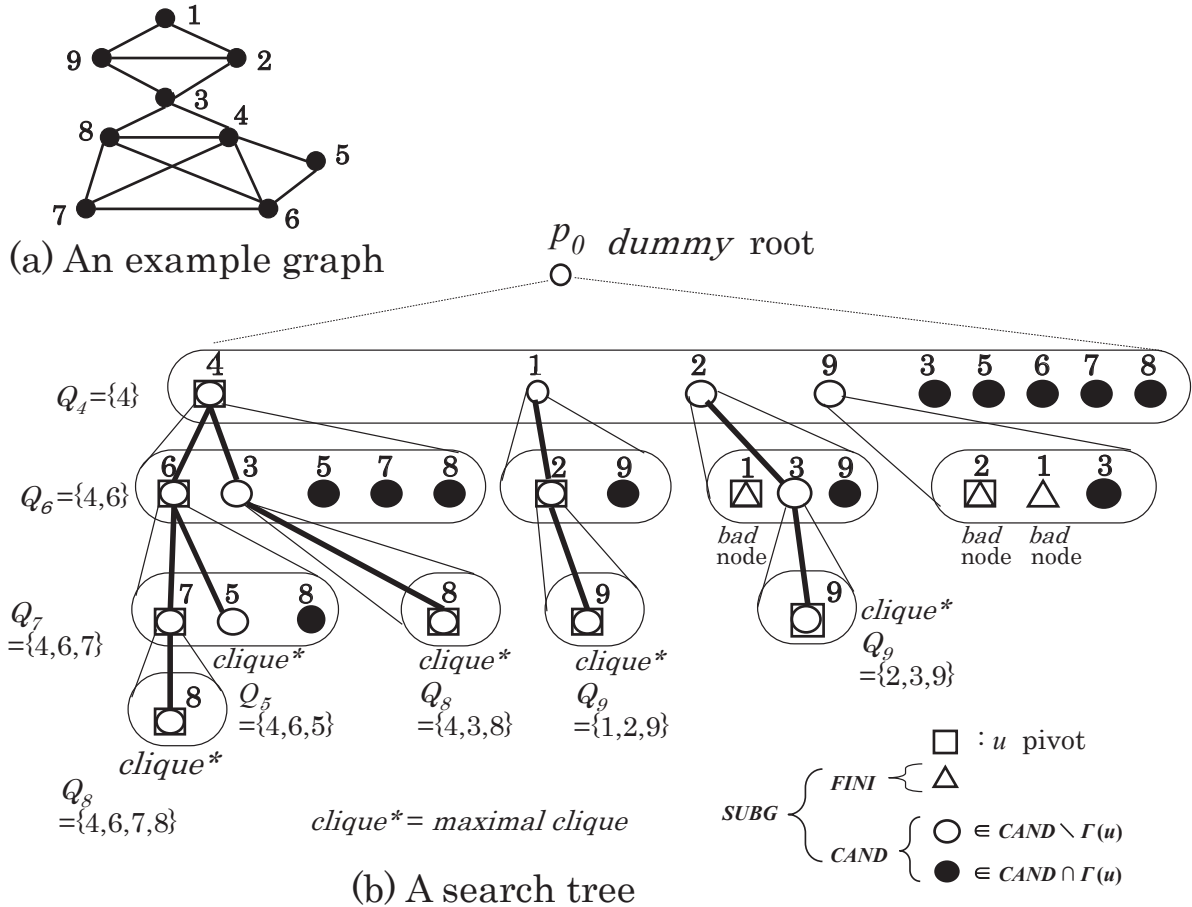 1
9 2
3 4
8
5
7 6
(a) An example graph
p0 dummy root
4 1 2 9 3 5 6 7 8
Q4={4}
6 3 5 7 8 2 9 1 3 9 2 1 3
Q6={4,6}
bad node bad node bad node
7 5 8 8 9 9
Q7
={4,6,7}
clique*
Q5
={4,6,5}
clique*
Q8
={4,3,8}
clique*
Q9
={1,2,9}
clique*
Q9
={2,3,9}
8
clique*
Q8
={4,6,7,8}
clique* = maximal clique
: u pivot
SUBG
FINI
CAND
∈ CAND \ Γ(u)
∈ CAND ∩ Γ(u)
(b) A search tree